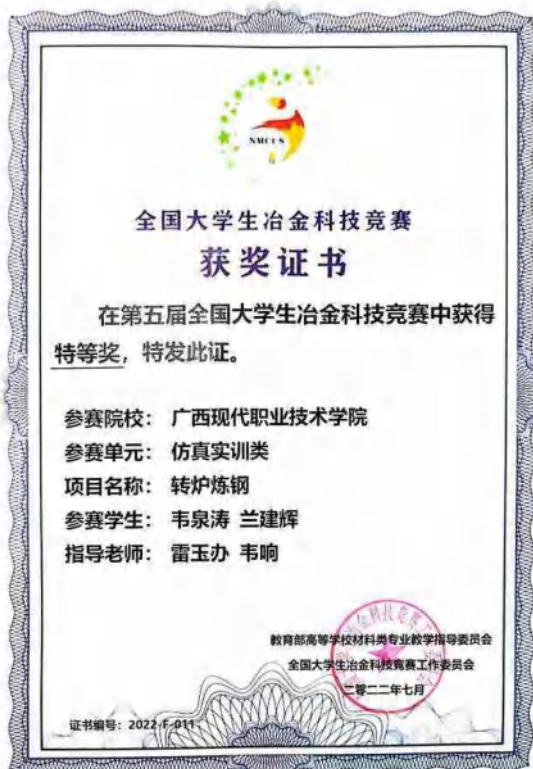 NMCCS
全国大学生冶金科技竞赛
获奖证书
在第五届全国大学生冶金科技竞赛中获得
特等奖，特发此证。
参赛院校： 广西现代职业技术学院
参赛单元： 仿真实训类
项目名称： 转炉炼钢
参赛学生： 韦泉涛 兰建辉
指导老师： 雷玉办 韦响
教育部高等学校材料类专业教学指导委员会
全国大学生冶金科技竞赛工作委员会
二零二二年七月
证书编号：2022-F-011